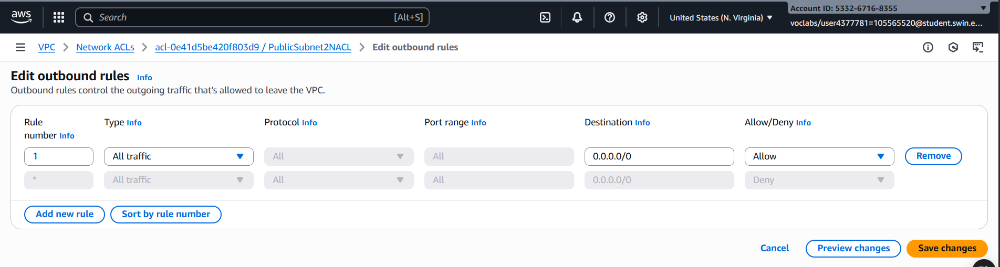 aws
Search [Alt+S]
United States (N. Virginia)
Account ID: 5332-6716-8355
voclabs/user4377781=105565520@student.swin.e...
VPC > Network ACLs > acl-0e41d5be420f803d9 / PublicSubnet2NACL > Edit outbound rules
Edit outbound rules Info
Outbound rules control the outgoing traffic that's allowed to leave the VPC.
Rule number Info
Type Info
Protocol Info
Port range Info
Destination Info
Allow/Deny Info
1 All traffic All All 0.0.0.0/0 Allow Remove
* All traffic All All 0.0.0.0/0 Deny
Add new rule Sort by rule number
Cancel Preview changes Save changes